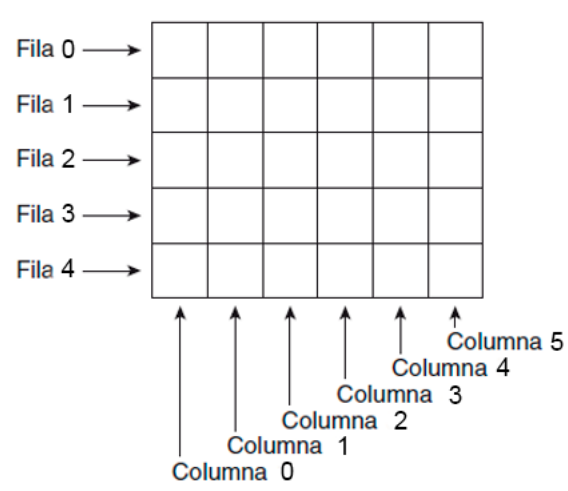 Fila 0
Fila 1
Fila 2
Fila 3
Fila 4
Columna 5
Columna 4
Columna 3
Columna 2
Columna 1
Columna 0